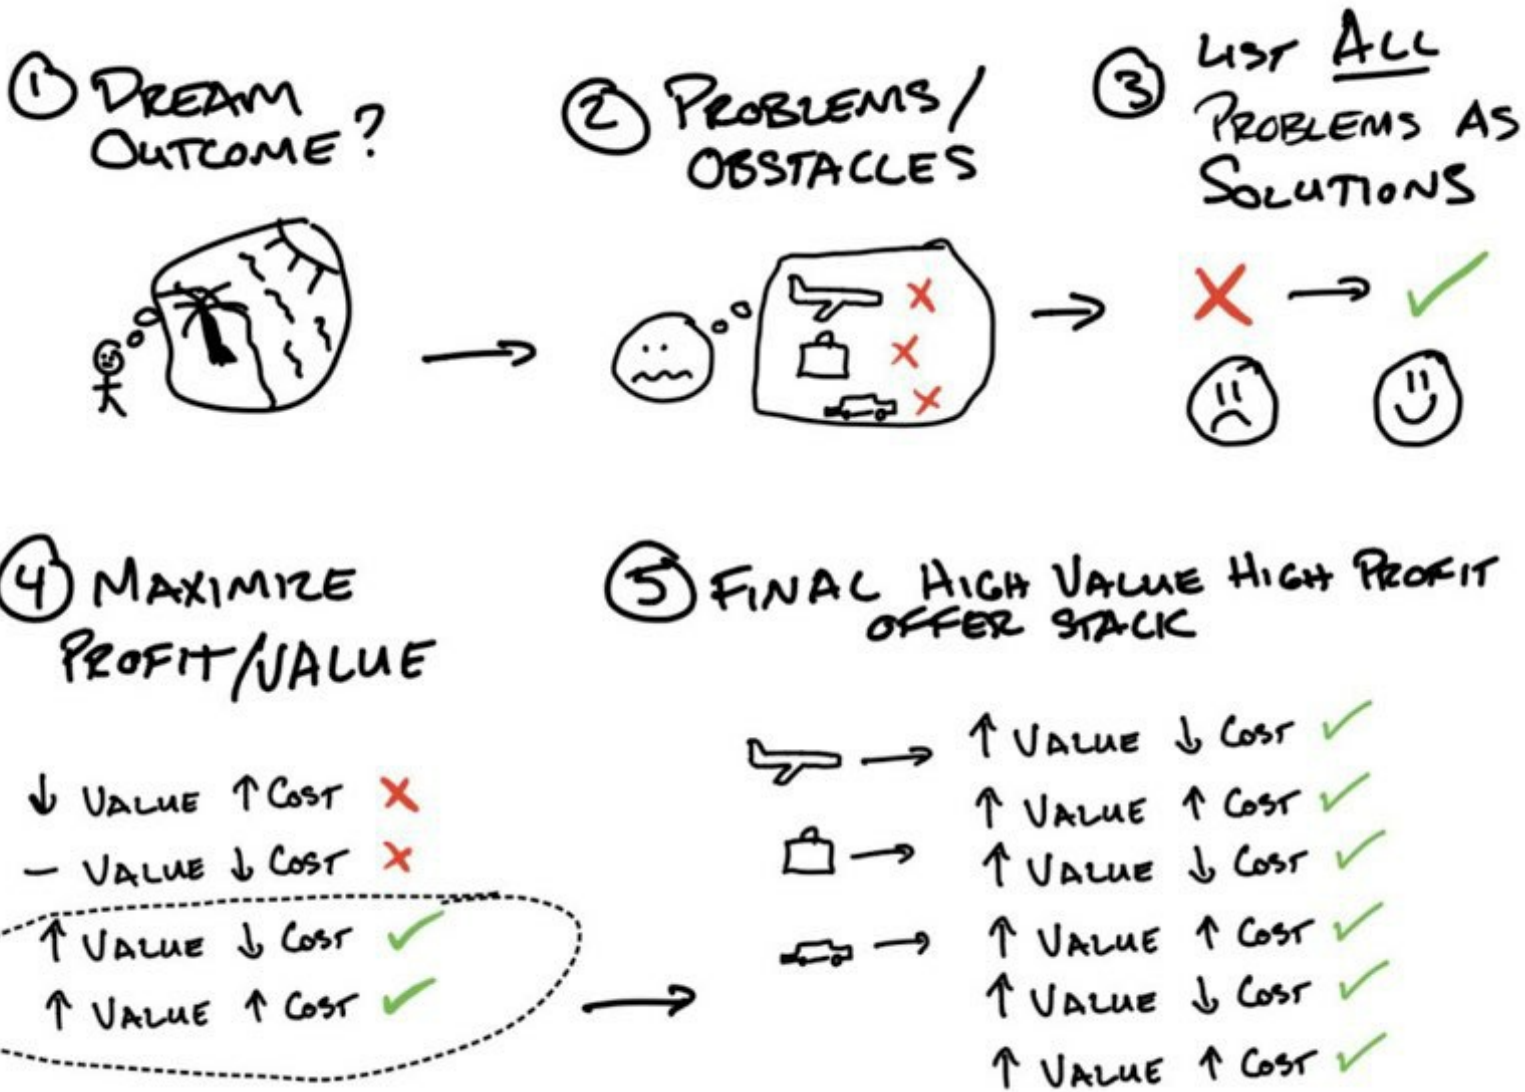 ① DREAM
OUTCOME?
② PROBLEMS/
OBSTACLES
③ LIST ALL
PROBLEMS AS
SOLUTIONS
④ MAXIMIZE
PROFIT/VALUE
↓ VALUE ↑ COST ✗
— VALUE ↓ COST ✗
↑ VALUE ↓ COST ✓
↑ VALUE ↑ COST ✓
⑤ FINAL HIGH VALUE HIGH PROFIT
OFFER STACK
↑ VALUE ↓ COST ✓
↑ VALUE ↑ COST ✓
↑ VALUE ↓ COST ✓
↑ VALUE ↑ COST ✓
↑ VALUE ↓ COST ✓
↑ VALUE ↑ COST ✓